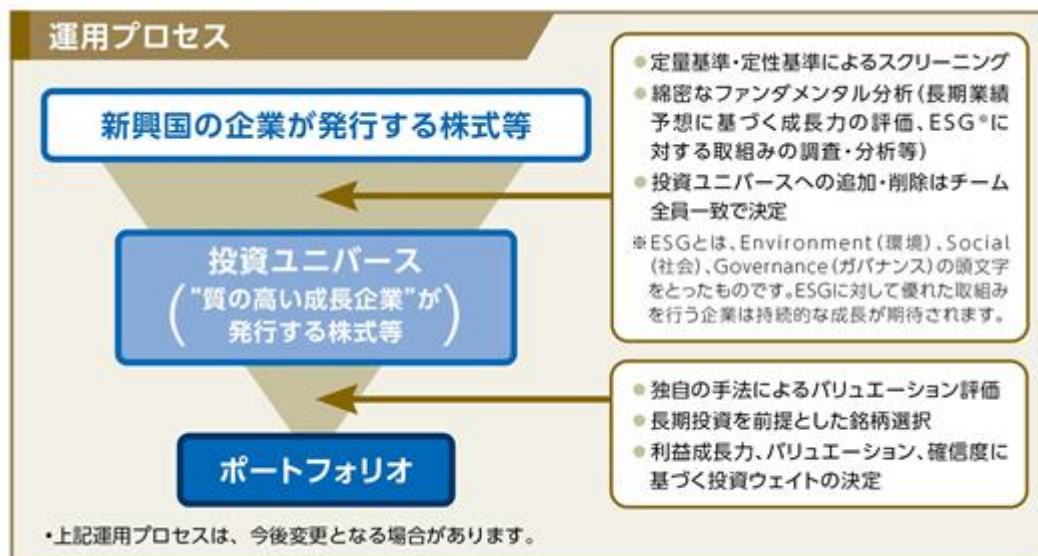 運用プロセス
新興国の企業が発行する株式等
●定量基準・定性基準によるスクリーニング
●綿密なファンダメンタル分析(長期業績
予想に基づく成長力の評価、ESG※に
対する取組みの調査・分析等)
●投資ユニバースへの追加・削除はチーム
全員一致で決定
※ESGとは、Environment(環境)、Social
(社会)、Governance(ガバナンス)の頭文字
をとったものです。ESGに対して優れた取組み
を行う企業は持続的な成長が期待されます。
投資ユニバース
(“質の高い成長企業”が
発行する株式等)
●独自の手法によるバリュエーション評価
●長期投資を前提とした銘柄選択
●利益成長力、バリュエーション、確信度に
基づく投資ウェイトの決定
ポートフォリオ
・上記運用プロセスは、今後変更となる場合があります。